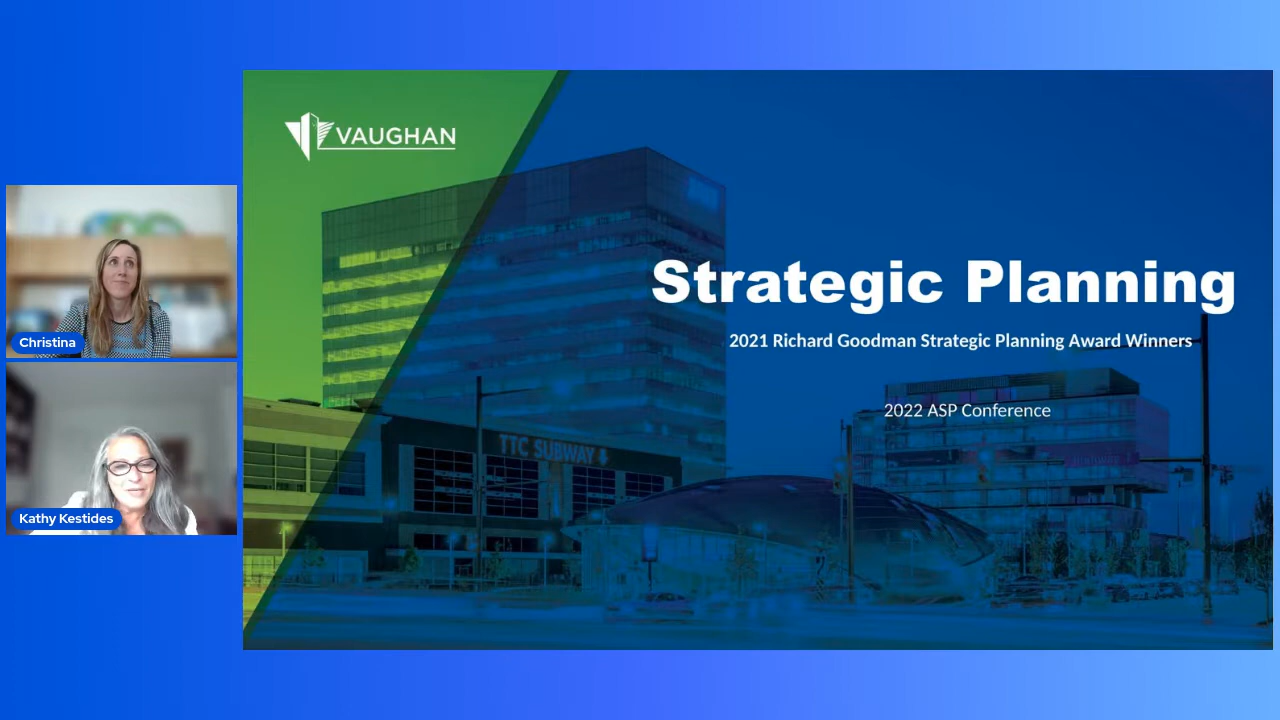 VAUGHAN
Strategic Planning
2021 Richard Goodman Strategic Planning Award Winners
2022 ASP Conference
TTC SUBWAY
Christina
Kathy Kestides